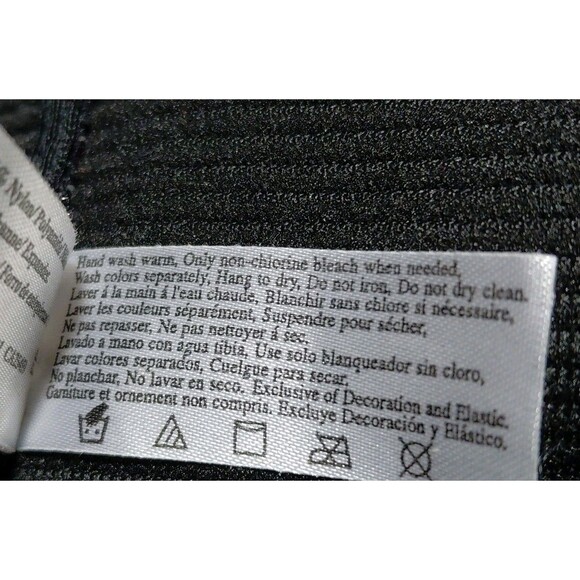 Nylon/Polyam
Hand wash warm, Only non-chlorine bleach when needed,
Wash colors separately, Hang to dry, Do not iron, Do not dry clean.
Laver á la main á l'eau chaude, Blanchir sans chlore si nécessaire,
Laver les couleurs separément, Suspendre pour sécher,
Ne pas repasser, Ne pas nettoyer á sec.
Lavado a mano con agua tibia, Use solo blanqueador sin cloro,
Lavar colores separados, Cuelgue para secar,
No planchar, No lavar en seco. Exclusive of Decoration and Elastic.
Garniture et ornement non compris. Excluye Decoración y Elástico.